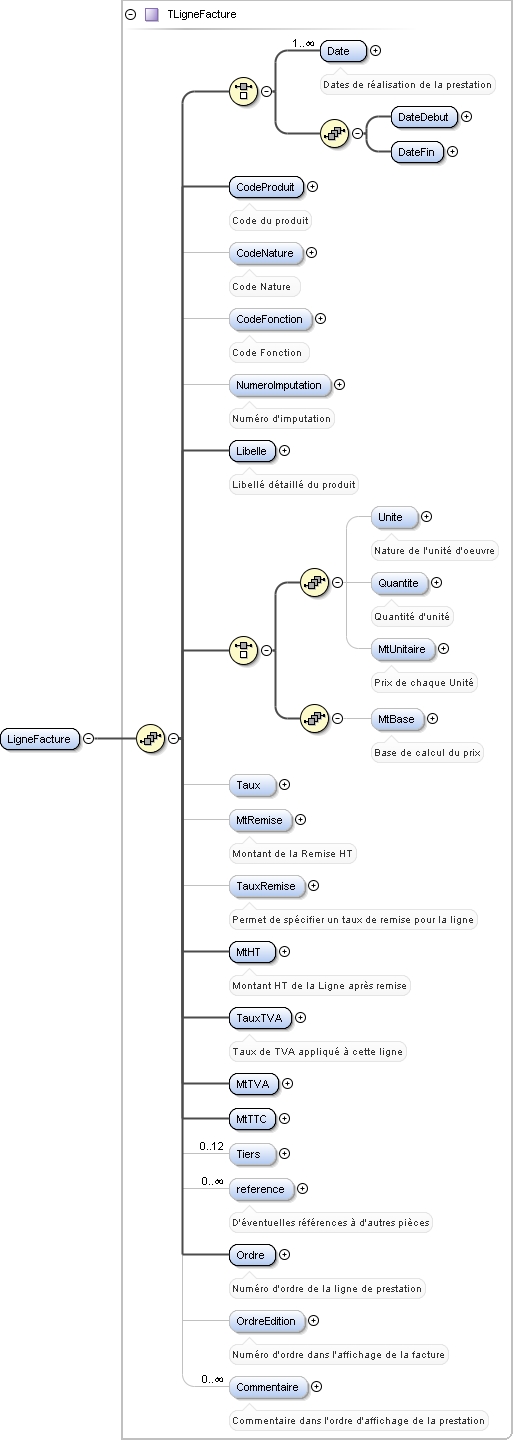 TLigneFacture
1..∞
Date
Dates de réalisation de la prestation
DateDebut
DateFin
CodeProduit
Code du produit
CodeNature
Code Nature
CodeFonction
Code Fonction
NumeroImputation
Numéro d'imputation
Libelle
Libellé détaillé du produit
Unite
Nature de l'unité d'oeuvre
Quantite
Quantité d'unité
MtUnitaire
Prix de chaque Unité
MtBase
Base de calcul du prix
LigneFacture
Taux
MtRemise
Montant de la Remise HT
TauxRemise
Permet de spécifier un taux de remise pour la ligne
MtHT
Montant HT de la Ligne après remise
TauxTVA
Taux de TVA appliqué à cette ligne
MtTVA
MtTTC
0..12
Tiers
0..∞
reference
D'éventuelles références à d'autres pièces
Ordre
Numéro d'ordre de la ligne de prestation
OrdreEdition
Numéro d'ordre dans l'affichage de la facture
0..∞
Commentaire
Commentaire dans l'ordre d'affichage de la prestation